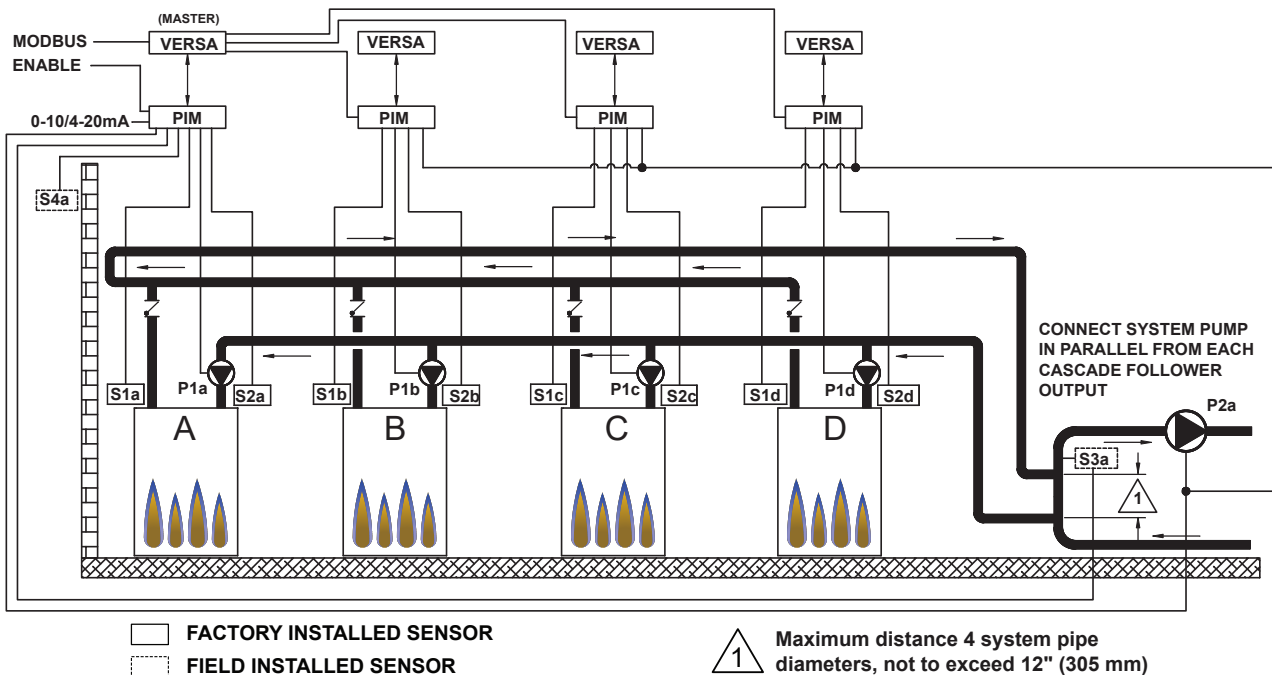 (MASTER)
MODBUS
VERSA
VERSA
VERSA
VERSA
ENABLE
PIM
PIM
PIM
PIM
0-10/4-20mA
S4a
CONNECT SYSTEM PUMP
IN PARALLEL FROM EACH
CASCADE FOLLOWER
OUTPUT
S1a
P1a
S2a
S1b
P1b
S2b
S1c
P1c
S2c
S1d
P1d
S2d
P2a
A
B
C
D
S3a
1
FACTORY INSTALLED SENSOR
FIELD INSTALLED SENSOR
1
Maximum distance 4 system pipe
diameters, not to exceed 12" (305 mm)